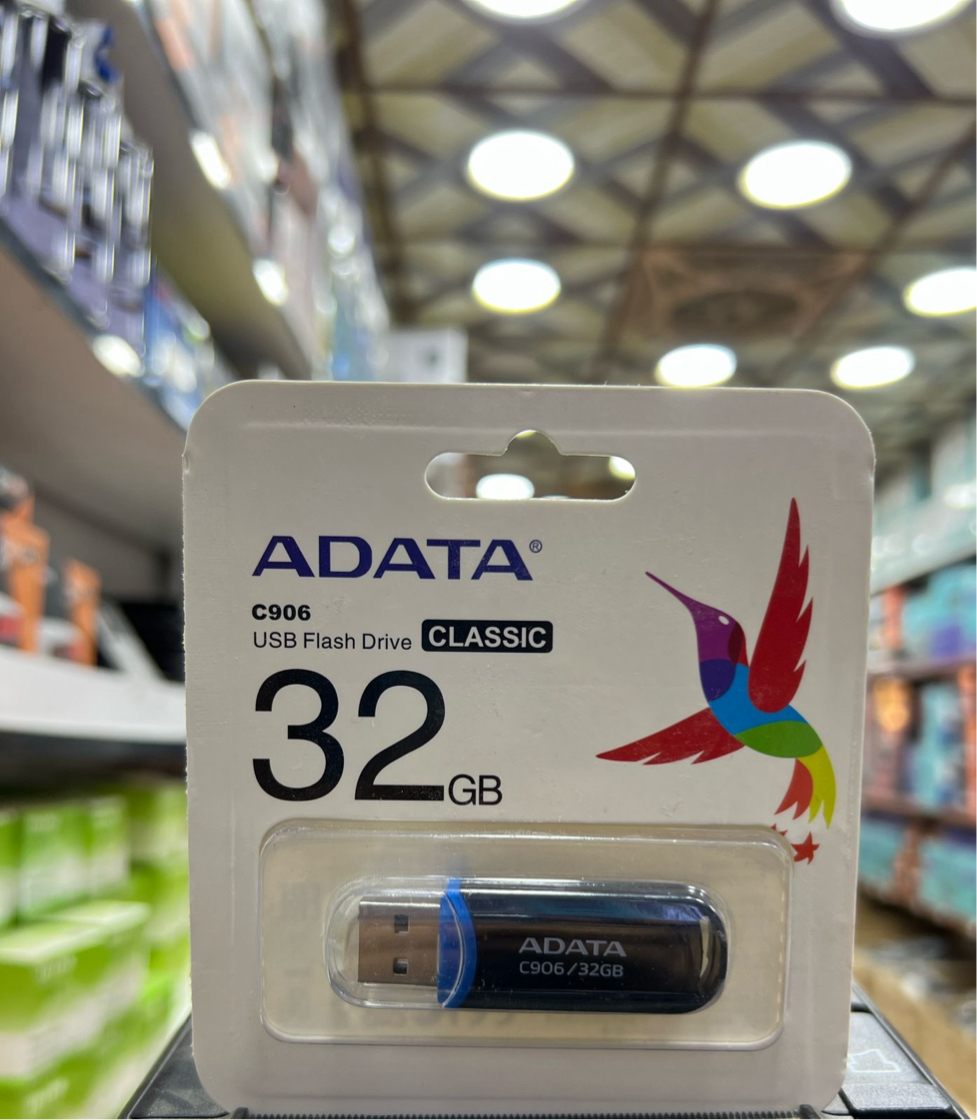 ADATA®
C906
USB Flash Drive CLASSIC
32GB
ADATA
C906/32GB